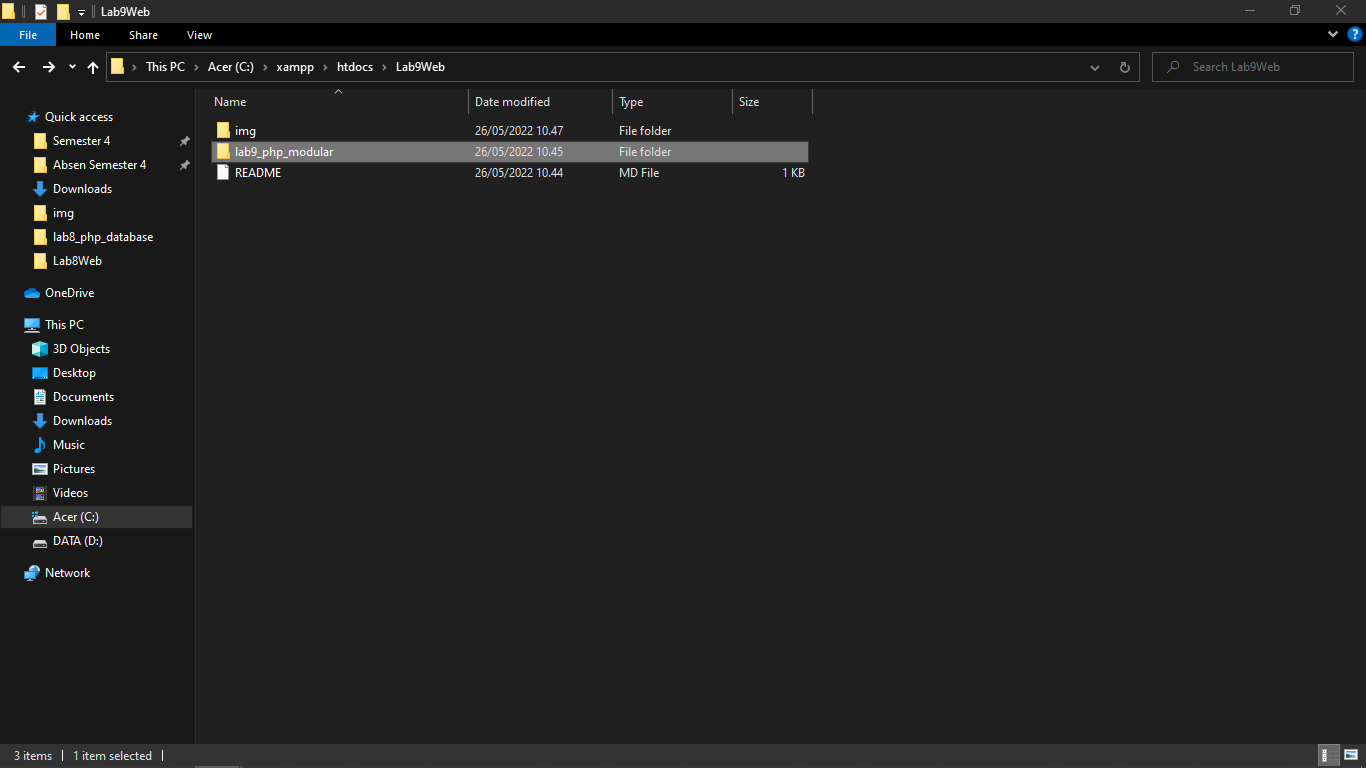 Lab9Web
File Home Share View
This PC Acer (C:) xampp htdocs Lab9Web
Search Lab9Web
Name Date modified Type Size
img 26/05/2022 10.47 File folder
lab9_php_modular 26/05/2022 10.45 File folder
README 26/05/2022 10.44 MD File 1 KB
Quick access
Semester 4
Absen Semester 4
Downloads
img
lab8_php_database
Lab8Web
OneDrive
This PC
3D Objects
Desktop
Documents
Downloads
Music
Pictures
Videos
Acer (C:)
DATA (D:)
Network
3 items 1 item selected